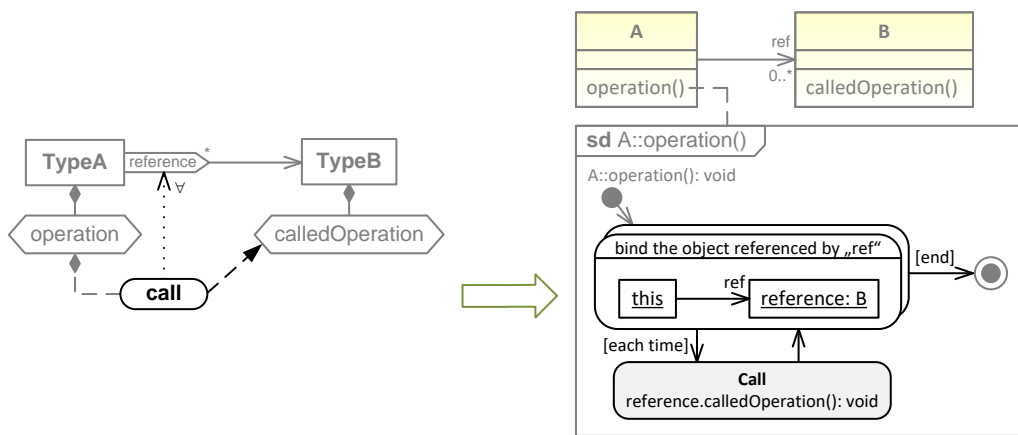 TypeA
reference
*
TypeB
∀
operation
calledOperation
call
A
ref
B
0..*
operation()
calledOperation()
sd A::operation()
A::operation(): void
bind the object referenced by „ref“
[end]
this
ref
reference: B
[each time]
Call
reference.calledOperation(): void